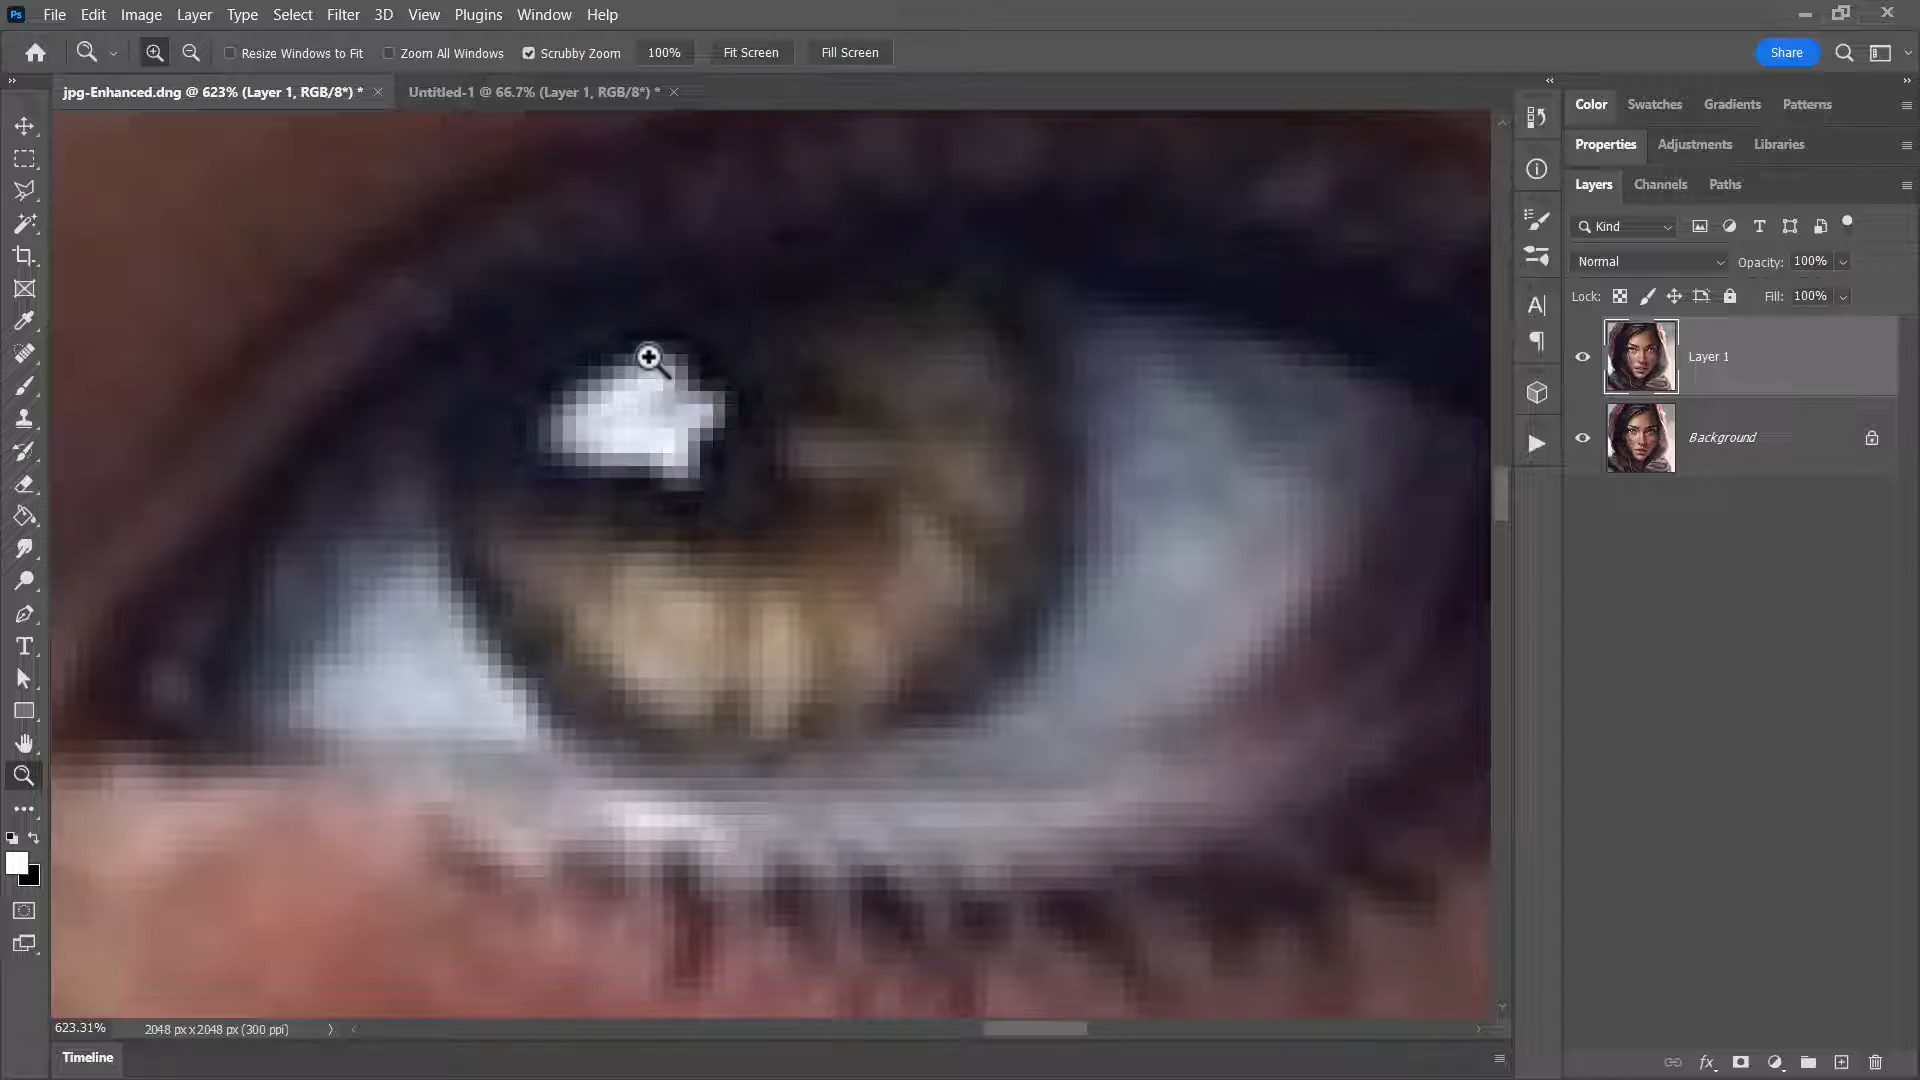 Ps File Edit Image Layer Type Select Filter 3D View Plugins Window Help
Resize Windows to Fit Zoom All Windows Scrubby Zoom 100% Fit Screen Fill Screen Share
jpg-Enhanced.dng @ 623% (Layer 1, RGB/8*) * Untitled-1 @ 66.7% (Layer 1, RGB/8*) *
Color Swatches Gradients Patterns
Properties Adjustments Libraries
Layers Channels Paths
Kind
Normal Opacity: 100%
Lock: Fill: 100%
Layer 1
Background
623.31% 2048 px x 2048 px (300 ppi)
Timeline